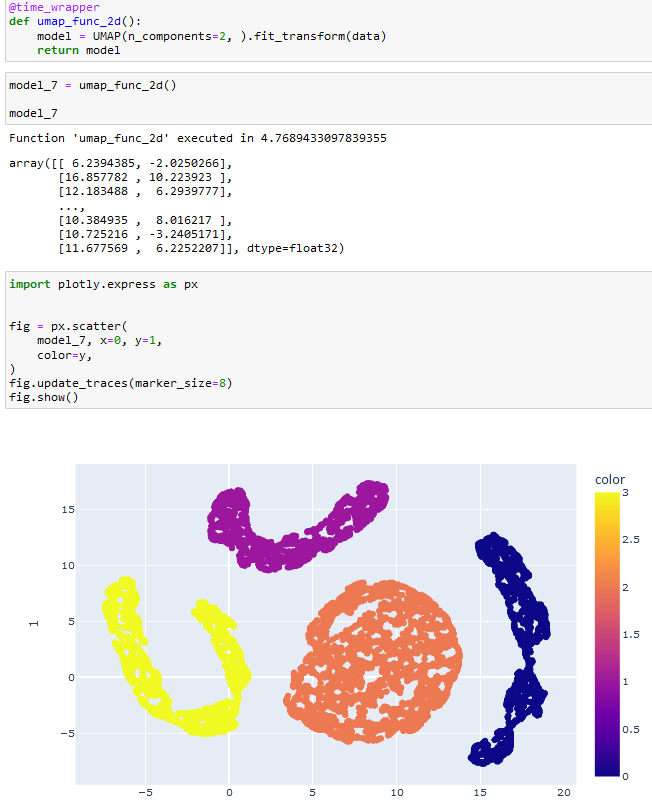 @time_wrapper
def umap_func_2d():
    model = UMAP(n_components=2, ).fit_transform(data)
    return model
model_7 = umap_func_2d()
model_7
Function 'umap_func_2d' executed in 4.7689433097839355
array([[ 6.2394385, -2.0250266],
       [16.857782 , 10.223923 ],
       [12.183488 ,  6.2939777],
       ...,
       [10.384935 ,  8.016217 ],
       [10.725216 , -3.2405171],
       [11.677569 ,  6.2252207]], dtype=float32)
import plotly.express as px
fig = px.scatter(
    model_7, x=0, y=1,
    color=y,
)
fig.update_traces(marker_size=8)
fig.show()
color
3
2.5
2
1.5
1
0.5
0
15
10
5
0
−5
1
−5
0
5
10
15
20